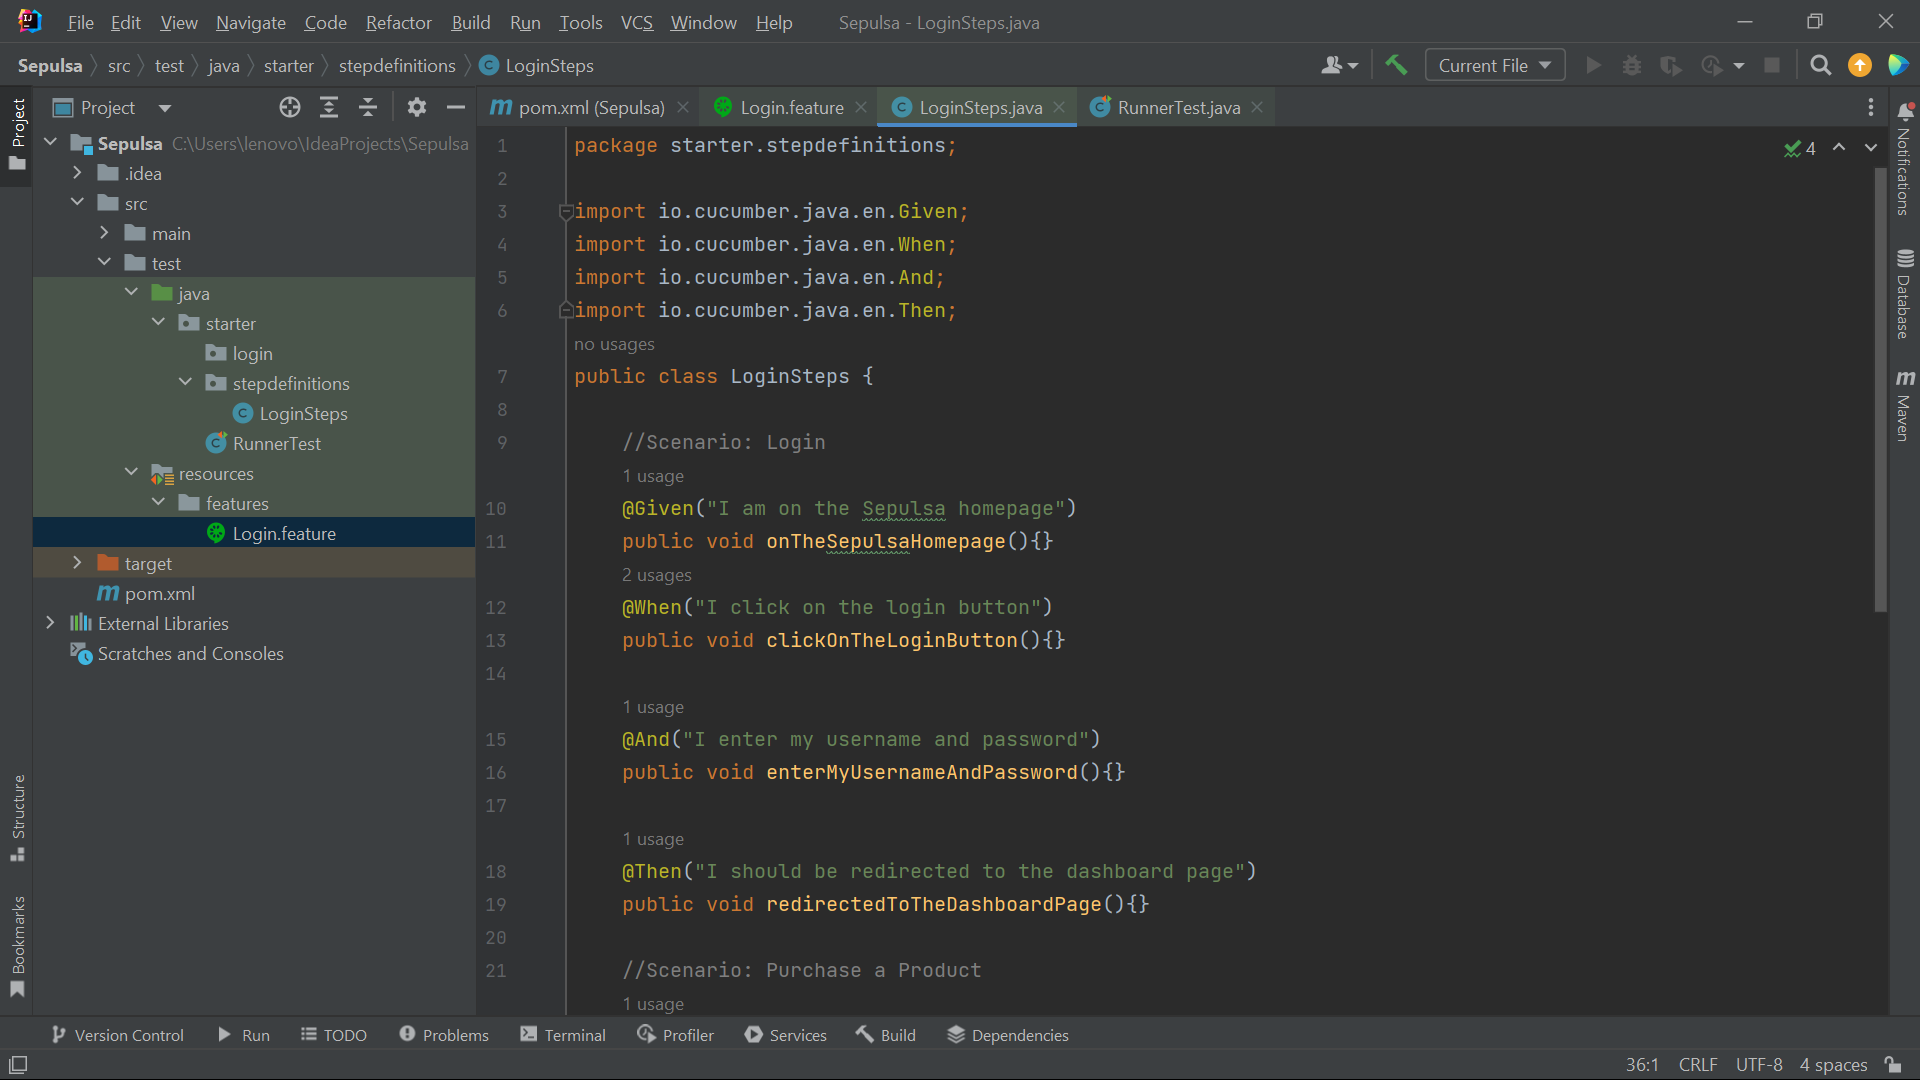 File Edit View Navigate Code Refactor Build Run Tools VCS Window Help Sepulsa - LoginSteps.java
Sepulsa src test java starter stepdefinitions LoginSteps Current File
Project
Project
pom.xml (Sepulsa) Login.feature LoginSteps.java RunnerTest.java
Sepulsa C:\Users\lenovo\IdeaProjects\Sepulsa
.idea
src
main
test
java
starter
login
stepdefinitions
LoginSteps
RunnerTest
resources
features
Login.feature
target
pom.xml
External Libraries
Scratches and Consoles
Structure
Bookmarks
4
1 package starter.stepdefinitions;
2
3 import io.cucumber.java.en.Given;
4 import io.cucumber.java.en.When;
5 import io.cucumber.java.en.And;
6 import io.cucumber.java.en.Then;
no usages
7 public class LoginSteps {
8
9 //Scenario: Login
1 usage
10 @Given("I am on the Sepulsa homepage")
11 public void onTheSepulsaHomepage(){}
2 usages
12 @When("I click on the login button")
13 public void clickOnTheLoginButton(){}
14
1 usage
15 @And("I enter my username and password")
16 public void enterMyUsernameAndPassword(){}
17
1 usage
18 @Then("I should be redirected to the dashboard page")
19 public void redirectedToTheDashboardPage(){}
20
21 //Scenario: Purchase a Product
1 usage
Notifications
Database
Maven
Version Control Run TODO Problems Terminal Profiler Services Build Dependencies
36:1 CRLF UTF-8 4 spaces